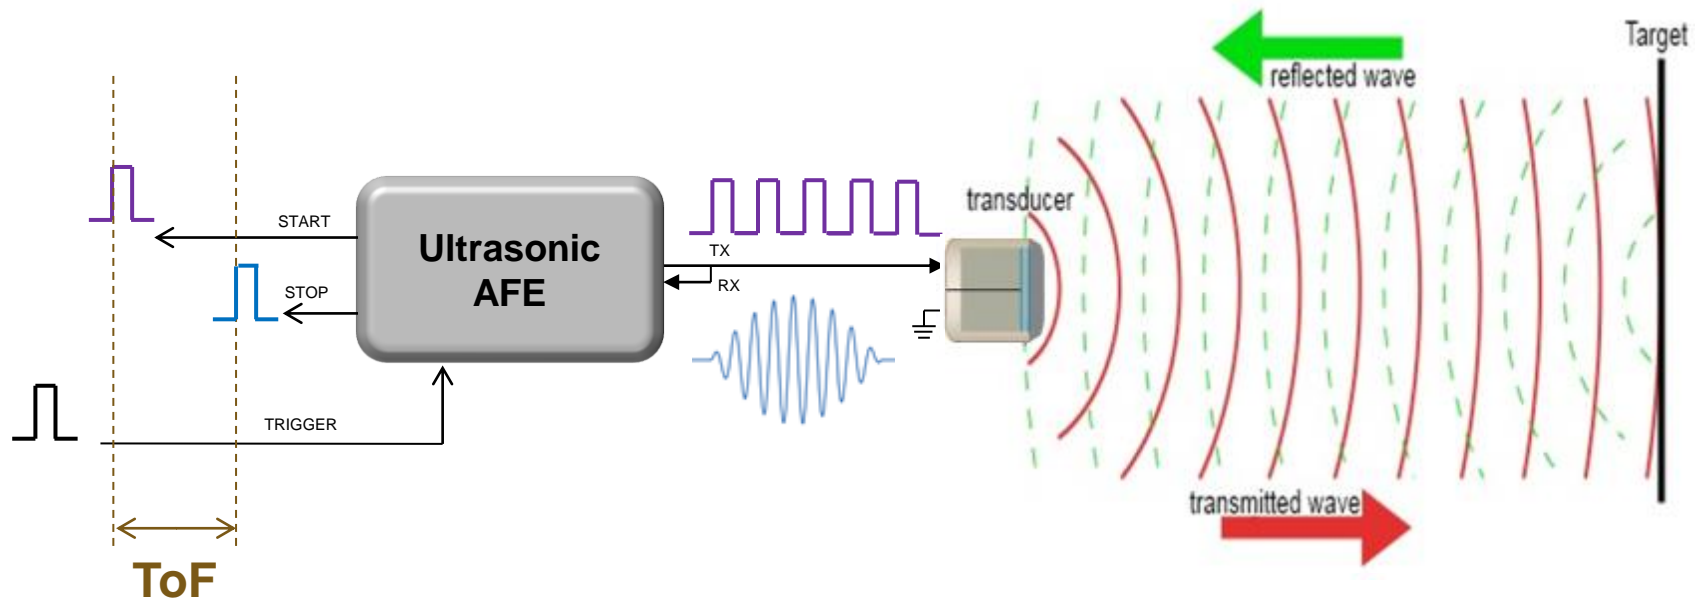 Target
reflected wave
transducer
START
Ultrasonic
AFE
TX
RX
STOP
TRIGGER
transmitted wave
ToF